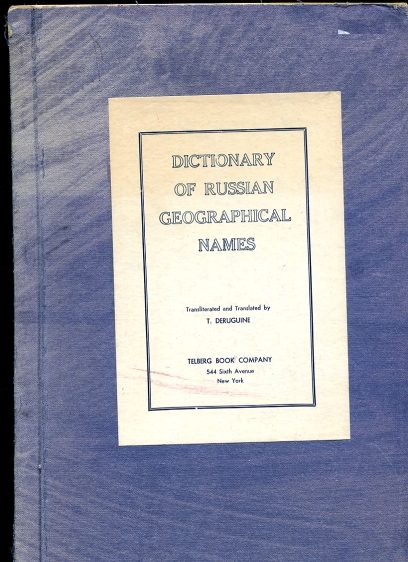 DICTIONARY
OF RUSSIAN
GEOGRAPHICAL
NAMES
Transliterated and Translated by
T. DERUGUINE
TELBERG BOOK COMPANY
544 Sixth Avenue
New York